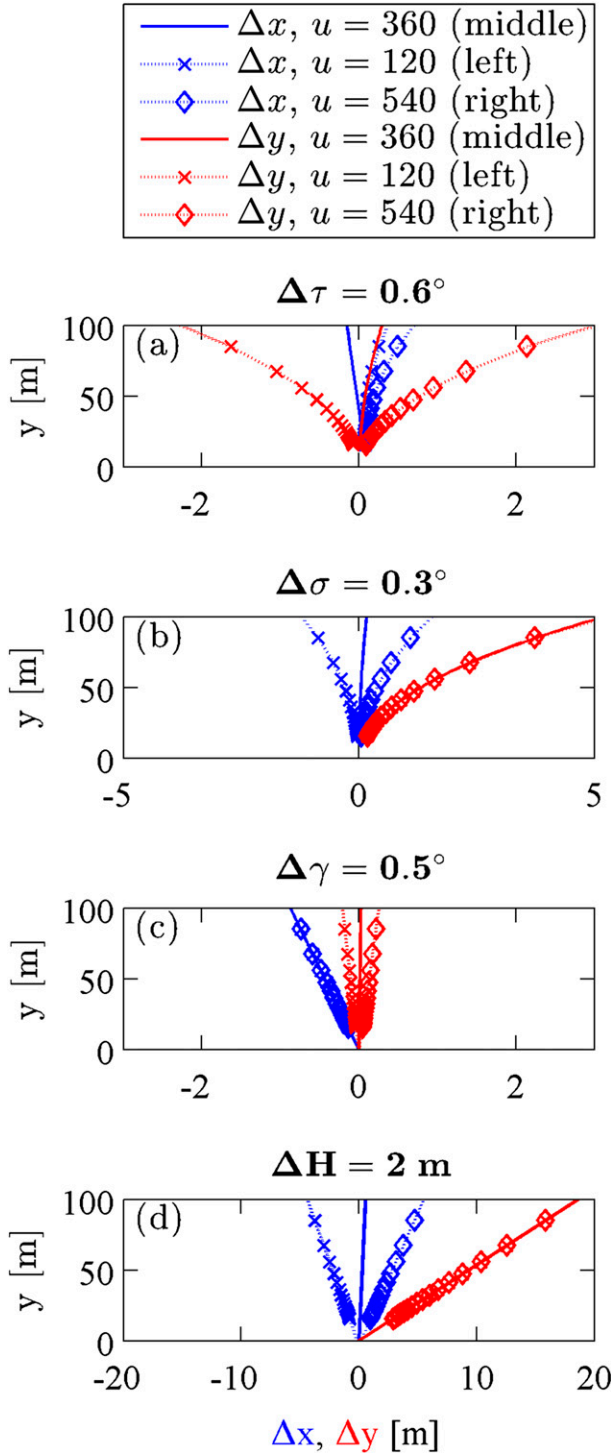 Δx, u = 360 (middle)
Δx, u = 120 (left)
Δx, u = 540 (right)
Δy, u = 360 (middle)
Δy, u = 120 (left)
Δy, u = 540 (right)
Δτ = 0.6°
100
(a)
y [m]
50
0
-2 0 2
Δσ = 0.3°
100
(b)
y [m]
50
0
-5 0 5
Δγ = 0.5°
100
(c)
y [m]
50
0
-2 0 2
ΔH = 2 m
100
(d)
y [m]
50
0
-20 -10 0 10 20
Δx, Δy [m]